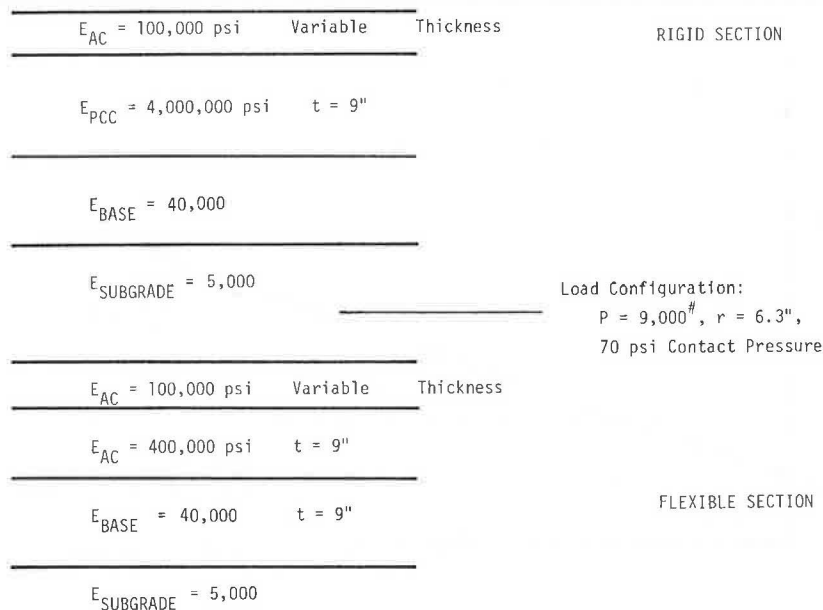 E_AC = 100,000 psi Variable Thickness
RIGID SECTION
E_PCC = 4,000,000 psi t = 9"
E_BASE = 40,000
E_SUBGRADE = 5,000
Load Configuration:
P = 9,000#, r = 6.3",
70 psi Contact Pressure
E_AC = 100,000 psi Variable Thickness
E_AC = 400,000 psi t = 9"
E_BASE = 40,000 t = 9"
FLEXIBLE SECTION
E_SUBGRADE = 5,000